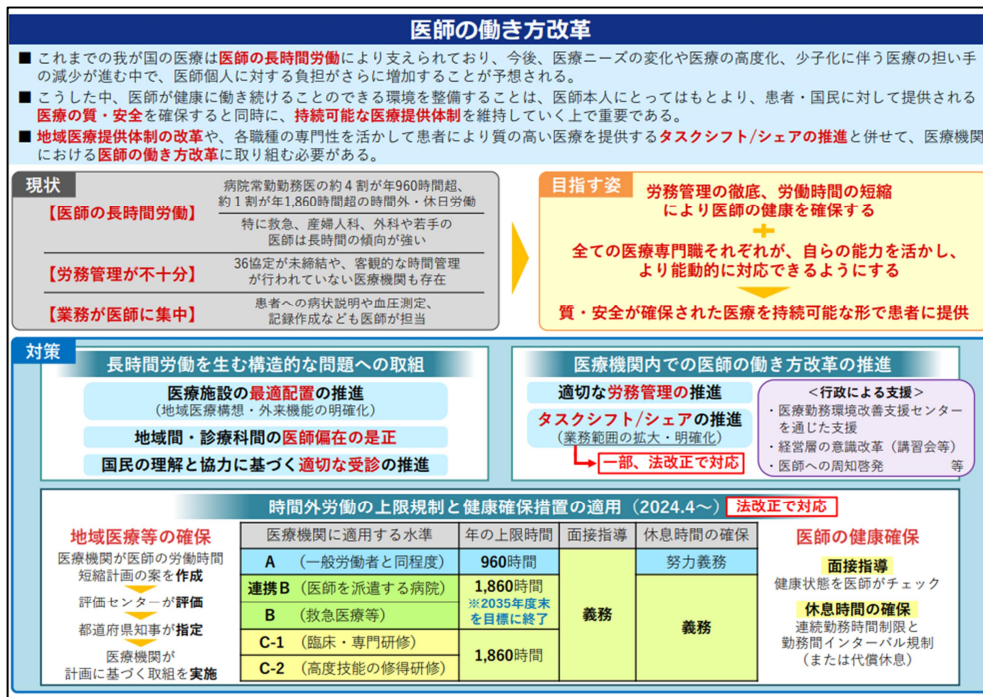 医師の働き方改革
■ これまでの我が国の医療は医師の長時間労働により支えられており、今後、医療ニーズの変化や医療の高度化、少子化に伴う医療の担い手
の減少が進む中で、医師個人に対する負担がさらに増加することが予想される。
■ こうした中、医師が健康に働き続けることのできる環境を整備することは、医師本人にとってはもとより、患者・国民に対して提供される
医療の質・安全を確保すると同時に、持続可能な医療提供体制を維持していく上で重要である。
■ 地域医療提供体制の改革や、各職種の専門性を活かして患者により質の高い医療を提供するタスクシフト/シェアの推進と併せて、医療機関
における医師の働き方改革に取り組む必要がある。
現状
【医師の長時間労働】
病院常勤勤務医の約4割が年960時間超、
約1割が年1,860時間超の時間外・休日労働
特に救急、産婦人科、外科や若手の
医師は長時間の傾向が強い
【労務管理が不十分】
36協定が未締結や、客観的な時間管理
が行われていない医療機関も存在
【業務が医師に集中】
患者への病状説明や血圧測定、
記録作成なども医師が担当
目指す姿
労務管理の徹底、労働時間の短縮
により医師の健康を確保する
+
全ての医療専門職それぞれが、自らの能力を活かし、
より能動的に対応できるようにする
質・安全が確保された医療を持続可能な形で患者に提供
対策
長時間労働を生む構造的な問題への取組
医療施設の最適配置の推進
(地域医療構想・外来機能の明確化)
地域間・診療科間の医師偏在の是正
国民の理解と協力に基づく適切な受診の推進
医療機関内での医師の働き方改革の推進
適切な労務管理の推進
タスクシフト/シェアの推進
(業務範囲の拡大・明確化)
一部、法改正で対応
<行政による支援>
・医療勤務環境改善支援センター
を通じた支援
・経営層の意識改革(講習会等)
・医師への周知啓発 等
時間外労働の上限規制と健康確保措置の適用(2024.4~) 法改正で対応
地域医療等の確保
医療機関が医師の労働時間
短縮計画の案を作成
評価センターが評価
都道府県知事が指定
医療機関が
計画に基づく取組を実施
医療機関に適用する水準 年の上限時間 面接指導 休息時間の確保
A (一般労働者と同程度) 960時間 努力義務
連携B (医師を派遣する病院) 1,860時間
※2035年度末
を目標に終了
B (救急医療等)
義務 義務
C-1 (臨床・専門研修) 1,860時間
C-2 (高度技能の修得研修)
医師の健康確保
面接指導
健康状態を医師がチェック
休息時間の確保
連続勤務時間制限と
勤務間インターバル規制
(または代償休息)